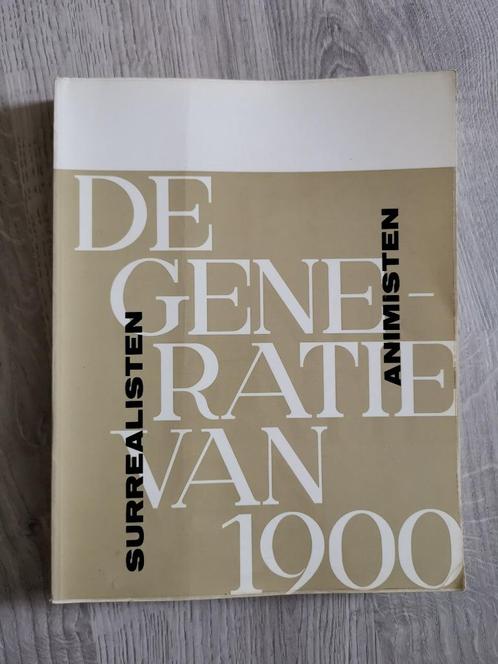 DE
GENE-
RATIE
VAN
1900
SURREALISTEN
ANIMISTEN